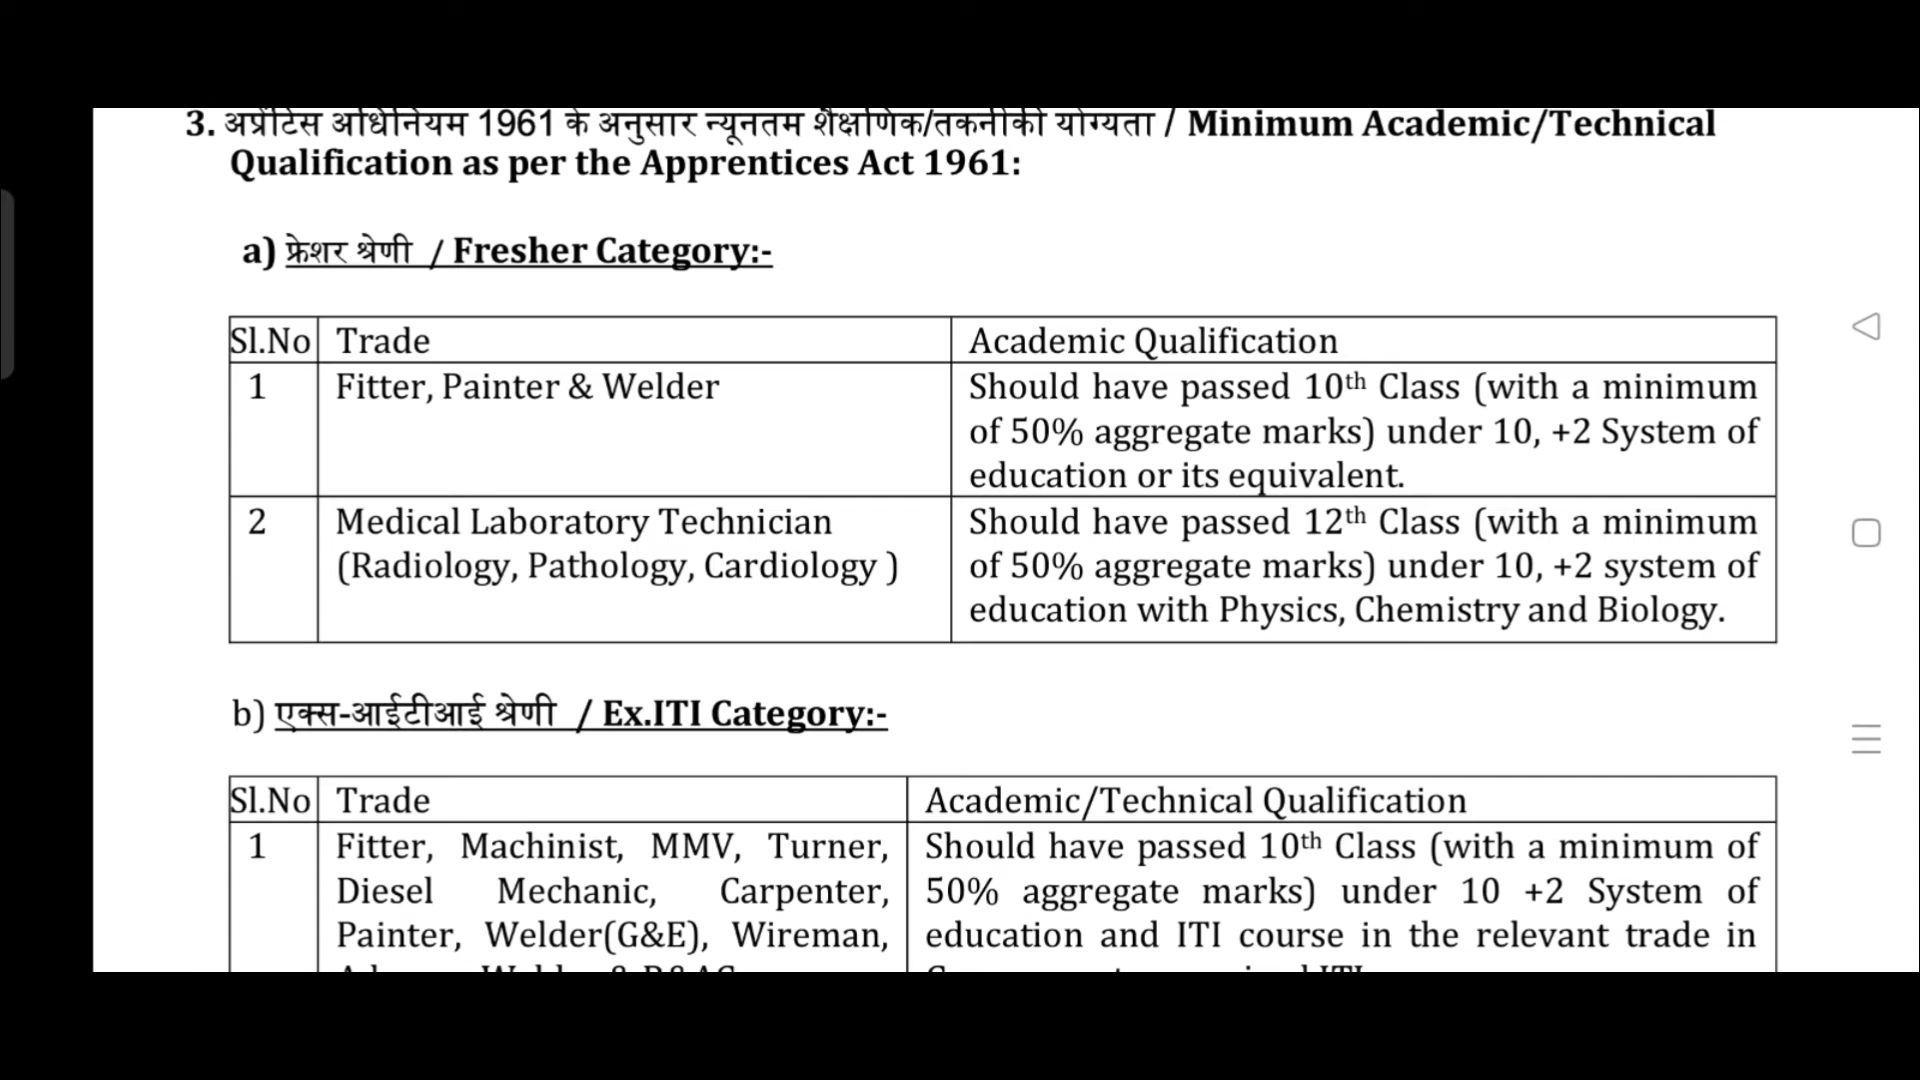 3. अप्रेंटिस अधिनियम 1961 के अनुसार न्यूनतम शैक्षणिक/तकनीकी योग्यता / Minimum Academic/Technical
Qualification as per the Apprentices Act 1961:
a) फ्रेशर श्रेणी / Fresher Category:-
Sl.No Trade Academic Qualification
1 Fitter, Painter & Welder Should have passed 10th Class (with a minimum
of 50% aggregate marks) under 10, +2 System of
education or its equivalent.
2 Medical Laboratory Technician Should have passed 12th Class (with a minimum
(Radiology, Pathology, Cardiology ) of 50% aggregate marks) under 10, +2 system of
education with Physics, Chemistry and Biology.
b) एक्स-आईटीआई श्रेणी / Ex.ITI Category:-
Sl.No Trade Academic/Technical Qualification
1 Fitter, Machinist, MMV, Turner, Should have passed 10th Class (with a minimum of
Diesel Mechanic, Carpenter, 50% aggregate marks) under 10 +2 System of
Painter, Welder(G&E), Wireman, education and ITI course in the relevant trade in